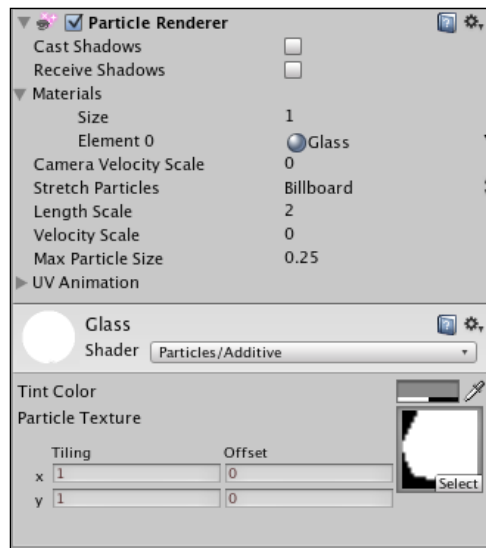 Particle Renderer
Cast Shadows
Receive Shadows
Materials
Size 1
Element 0 Glass
Camera Velocity Scale 0
Stretch Particles Billboard
Length Scale 2
Velocity Scale 0
Max Particle Size 0.25
UV Animation
Glass
Shader Particles/Additive
Tint Color
Particle Texture
Tiling Offset
x 1 0
y 1 0
Select